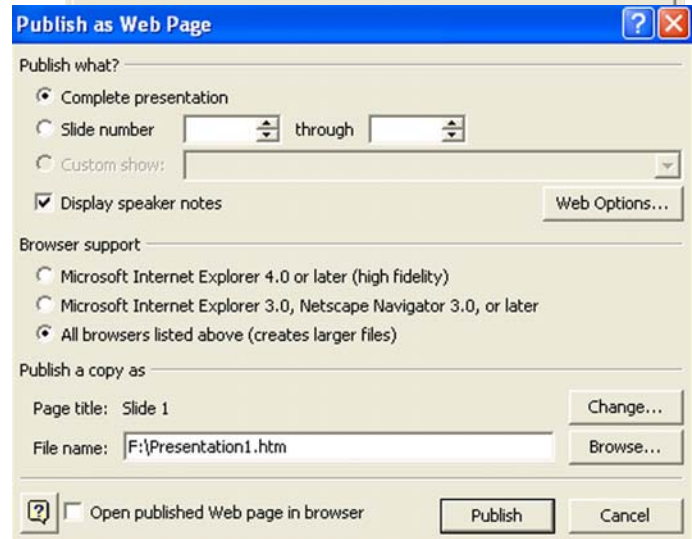 Publish as Web Page
Publish what?
Complete presentation
Slide number through
Custom show:
Display speaker notes Web Options...
Browser support
Microsoft Internet Explorer 4.0 or later (high fidelity)
Microsoft Internet Explorer 3.0, Netscape Navigator 3.0, or later
All browsers listed above (creates larger files)
Publish a copy as
Page title: Slide 1 Change...
File name: F:\Presentation1.htm Browse...
Open published Web page in browser Publish Cancel